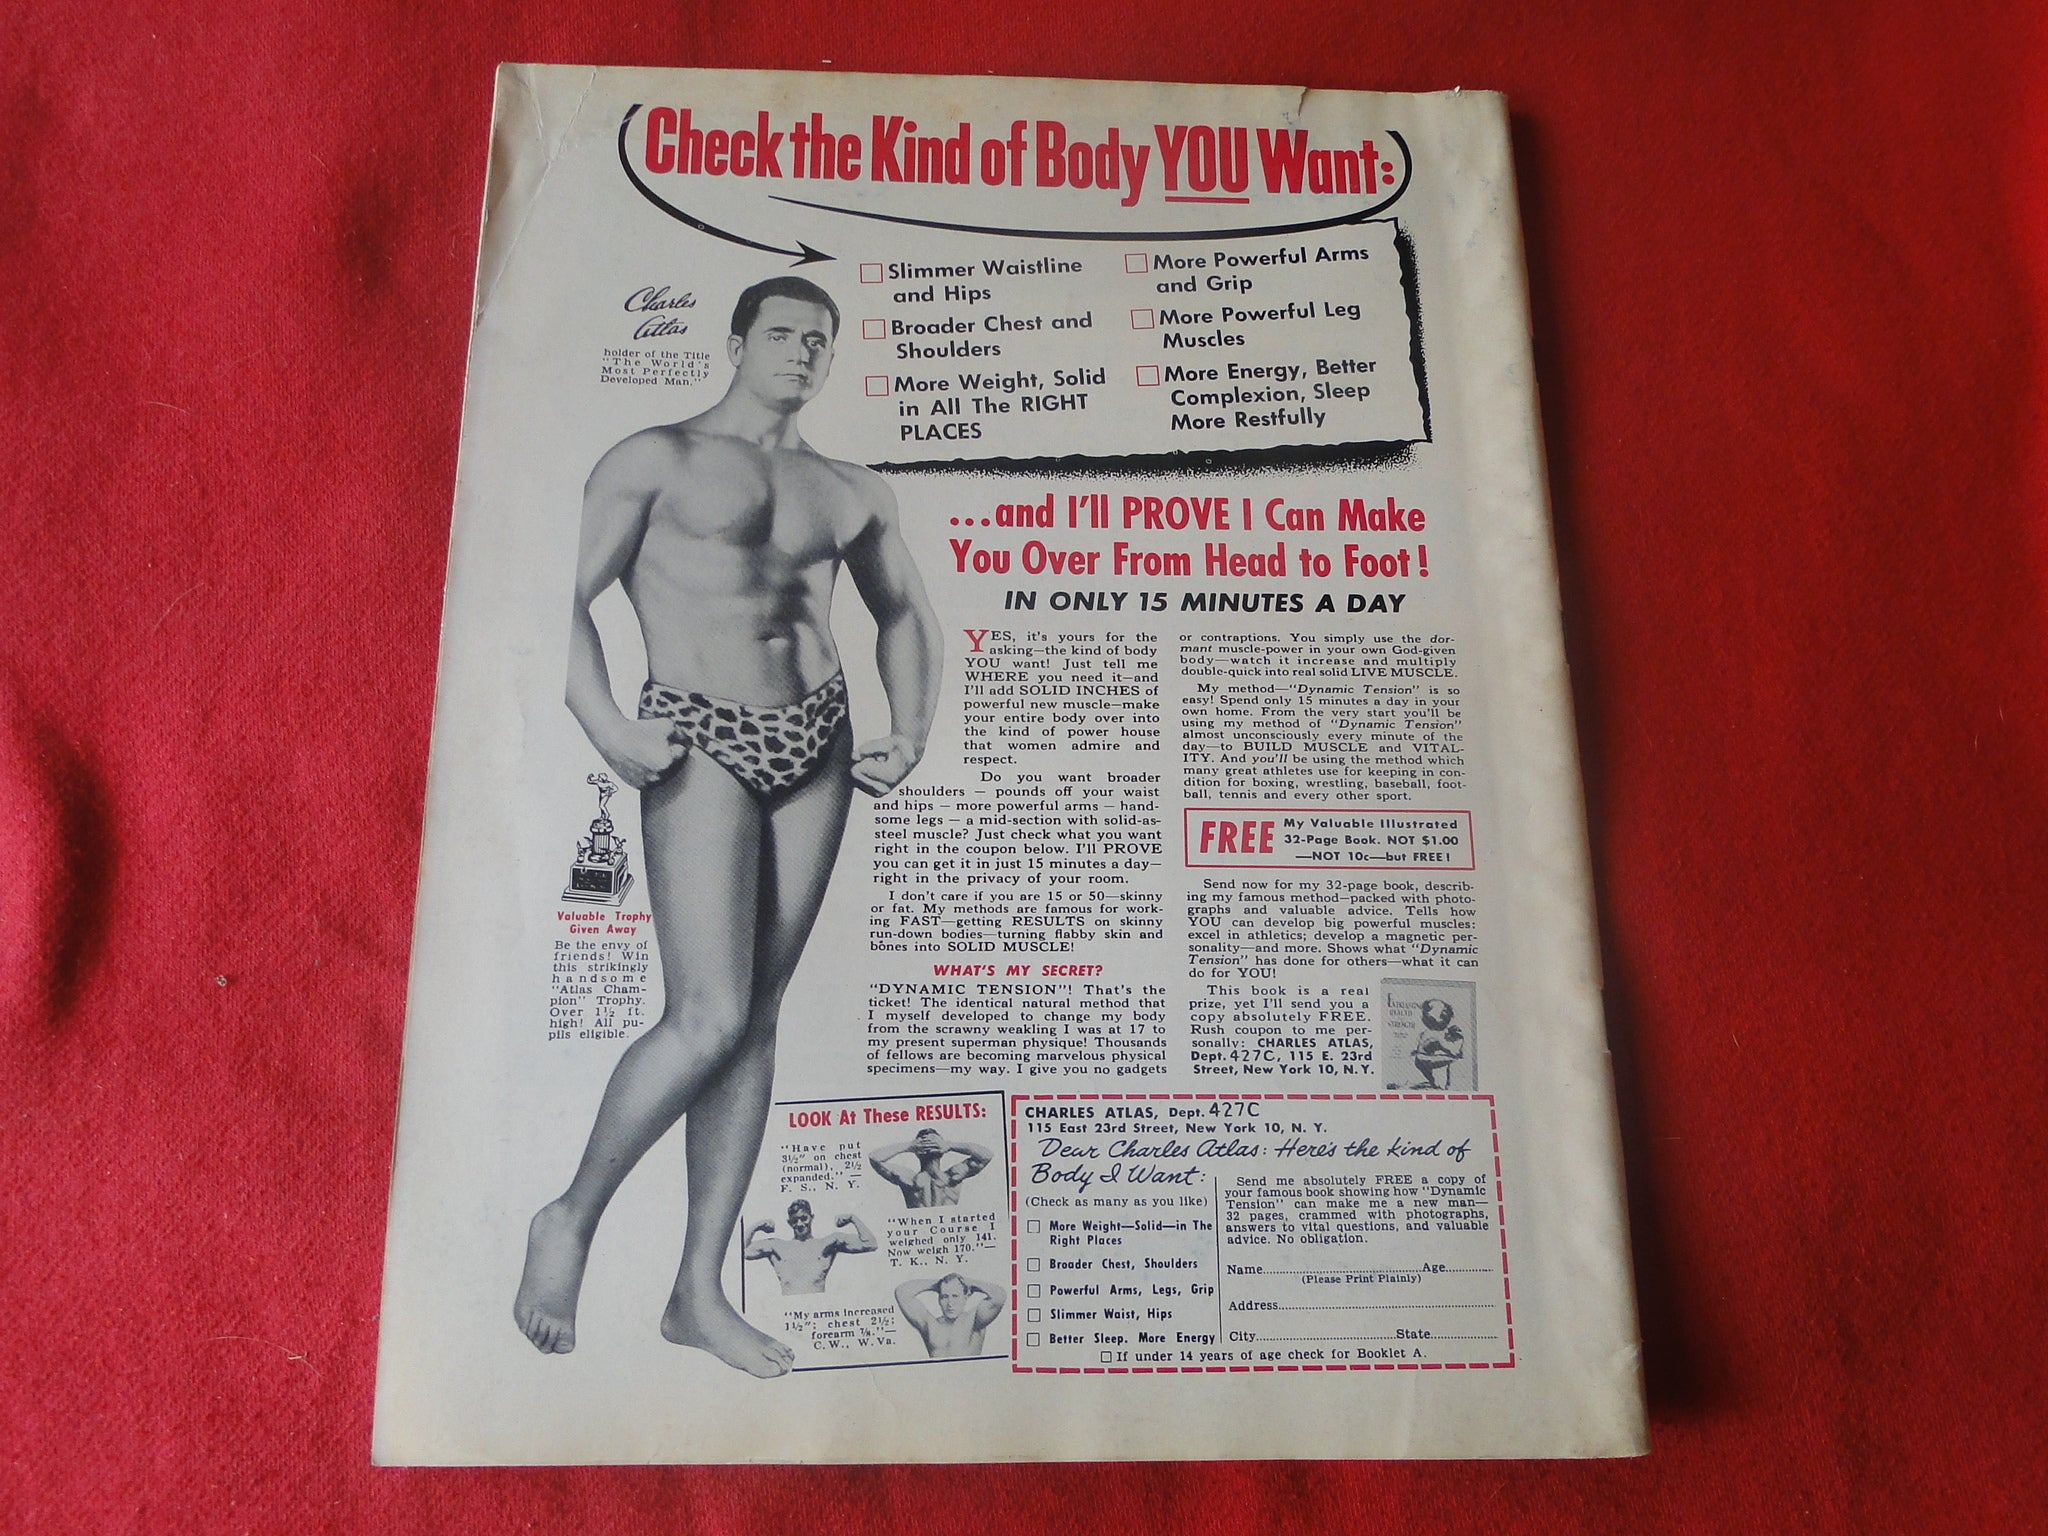 Check the Kind of Body YOU Want:
Slimmer Waistline
and Hips
Broader Chest and
Shoulders
More Weight, Solid
in All The RIGHT
PLACES
More Powerful Arms
and Grip
More Powerful Leg
Muscles
More Energy, Better
Complexion, Sleep
More Restfully
Charles
Atlas
holder of the Title
"The World's
Most Perfectly
Developed Man."
...and I'll PROVE I Can Make
You Over From Head to Foot!
IN ONLY 15 MINUTES A DAY
YES, it's yours for the
asking—the kind of body
YOU want! Just tell me
WHERE you need it—and
I'll add SOLID INCHES of
powerful new muscle—make
your entire body over into
the kind of power house
that women admire and
respect.
Do you want broader
shoulders — pounds off your waist
and hips — more powerful arms — hand-
some legs — a mid-section with solid-as-
steel muscle? Just check what you want
right in the coupon below. I'll PROVE
you can get it in just 15 minutes a day—
right in the privacy of your room.
I don't care if you are 15 or 50—skinny
or fat. My methods are famous for work-
ing FAST—getting RESULTS on skinny
run-down bodies—turning flabby skin and
bones into SOLID MUSCLE!
WHAT'S MY SECRET?
"DYNAMIC TENSION"! That's the
ticket! The identical natural method that
I myself developed to change my body
from the scrawny weakling I was at 17 to
my present superman physique! Thousands
of fellows are becoming marvelous physical
specimens—my way. I give you no gadgets
or contraptions. You simply use the dor-
mant muscle-power in your own God-given
body—watch it increase and multiply
double-quick into real solid LIVE MUSCLE.
My method—"Dynamic Tension" is so
easy! Spend only 15 minutes a day in your
own home. From the very start you'll be
using my method of "Dynamic Tension"
almost unconsciously every minute of the
day—to BUILD MUSCLE and VITAL-
ITY. And you'll be using the method which
many great athletes use for keeping in con-
dition for boxing, wrestling, baseball, foot-
ball, tennis and every other sport.
FREE
My Valuable Illustrated
32-Page Book. NOT $1.00
—NOT 10c—but FREE!
Send now for my 32-page book, describ-
ing my famous method—packed with photo-
graphs and valuable advice. Tells how
YOU can develop big powerful muscles:
excel in athletics; develop a magnetic per-
sonality—and more. Shows what "Dynamic
Tension" has done for others—what it can
do for YOU!
This book is a real
prize, yet I'll send you a
copy absolutely FREE.
Rush coupon to me per-
sonally: CHARLES ATLAS,
Dept. 427C, 115 E. 23rd
Street, New York 10, N.Y.
EVERLASTING
HEALTH
AND
STRENGTH
Valuable Trophy
Given Away
Be the envy of
friends! Win
this strikingly
handsome
"Atlas Cham-
pion" Trophy.
Over 1½ ft.
high! All pu-
pils eligible.
LOOK At These RESULTS:
"Have put
3½" on chest
(normal), 2½
expanded."—
F. S., N. Y.
"When I started
your Course I
weighed only 141.
Now weigh 170."—
T. K., N. Y.
"My arms increased
1½"; chest 2½;
forearm ⅞."—
C.W., W.Va.
CHARLES ATLAS, Dept. 427C
115 East 23rd Street, New York 10, N. Y.
Dear Charles Atlas: Here's the kind of
Body I Want:
(Check as many as you like)
More Weight—Solid—in The
Right Places
Broader Chest, Shoulders
Powerful Arms, Legs, Grip
Slimmer Waist, Hips
Better Sleep. More Energy
Send me absolutely FREE a copy of
your famous book showing how "Dynamic
Tension" can make me a new man—
32 pages, crammed with photographs,
answers to vital questions, and valuable
advice. No obligation.
Name..........Age..........
(Please Print Plainly)
Address..........
City..........State..........
If under 14 years of age check for Booklet A.